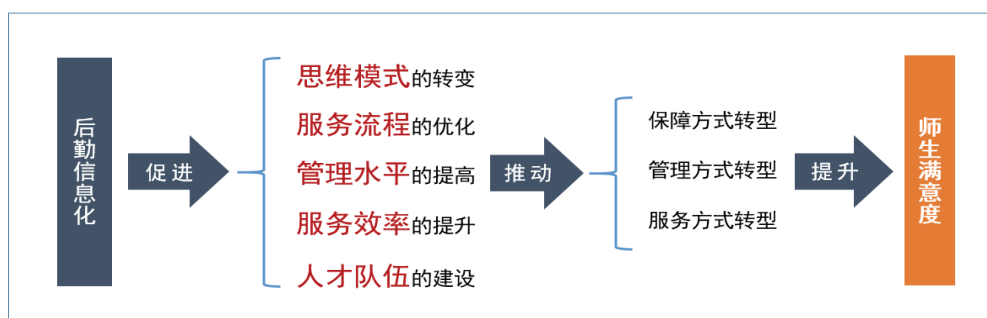 后勤信息化
促进
思维模式的转变
服务流程的优化
管理水平的提高
服务效率的提升
人才队伍的建设
推动
保障方式转型
管理方式转型
服务方式转型
提升
师生满意度